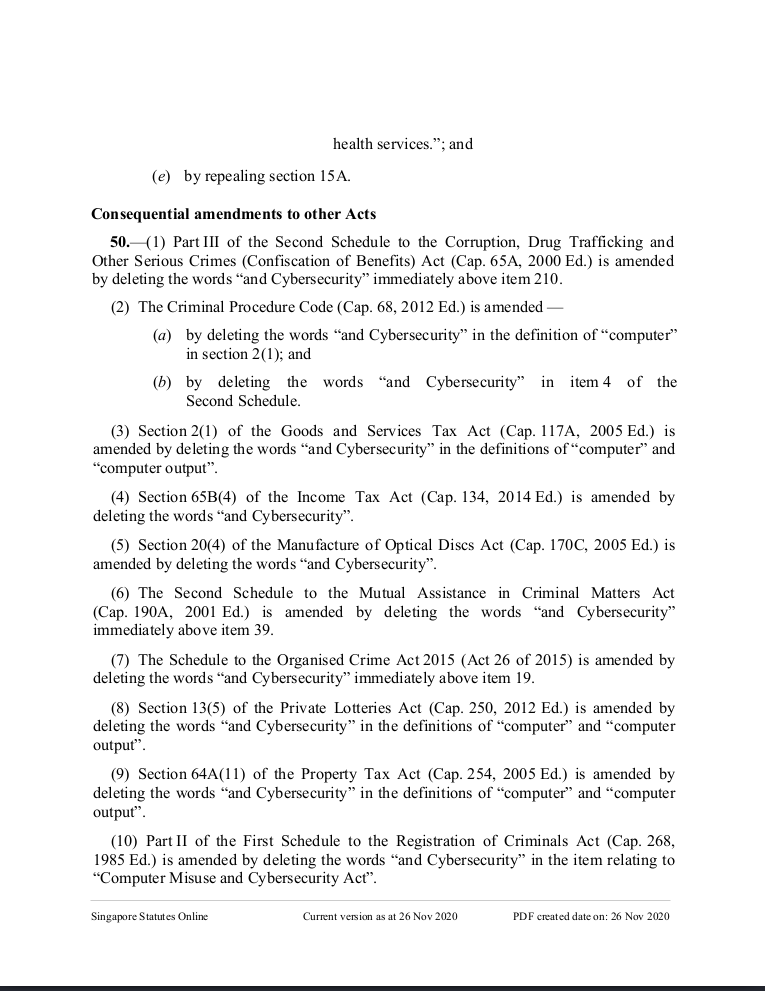 health services.”; and
(e) by repealing section 15A.
Consequential amendments to other Acts
50.—(1) Part III of the Second Schedule to the Corruption, Drug Trafficking and
Other Serious Crimes (Confiscation of Benefits) Act (Cap. 65A, 2000 Ed.) is amended
by deleting the words “and Cybersecurity” immediately above item 210.
(2) The Criminal Procedure Code (Cap. 68, 2012 Ed.) is amended —
(a) by deleting the words “and Cybersecurity” in the definition of “computer”
in section 2(1); and
(b) by deleting the words “and Cybersecurity” in item 4 of the
Second Schedule.
(3) Section 2(1) of the Goods and Services Tax Act (Cap. 117A, 2005 Ed.) is
amended by deleting the words “and Cybersecurity” in the definitions of “computer” and
“computer output”.
(4) Section 65B(4) of the Income Tax Act (Cap. 134, 2014 Ed.) is amended by
deleting the words “and Cybersecurity”.
(5) Section 20(4) of the Manufacture of Optical Discs Act (Cap. 170C, 2005 Ed.) is
amended by deleting the words “and Cybersecurity”.
(6) The Second Schedule to the Mutual Assistance in Criminal Matters Act
(Cap. 190A, 2001 Ed.) is amended by deleting the words “and Cybersecurity”
immediately above item 39.
(7) The Schedule to the Organised Crime Act 2015 (Act 26 of 2015) is amended by
deleting the words “and Cybersecurity” immediately above item 19.
(8) Section 13(5) of the Private Lotteries Act (Cap. 250, 2012 Ed.) is amended by
deleting the words “and Cybersecurity” in the definitions of “computer” and “computer
output”.
(9) Section 64A(11) of the Property Tax Act (Cap. 254, 2005 Ed.) is amended by
deleting the words “and Cybersecurity” in the definitions of “computer” and “computer
output”.
(10) Part II of the First Schedule to the Registration of Criminals Act (Cap. 268,
1985 Ed.) is amended by deleting the words “and Cybersecurity” in the item relating to
“Computer Misuse and Cybersecurity Act”.
Singapore Statutes Online Current version as at 26 Nov 2020 PDF created date on: 26 Nov 2020